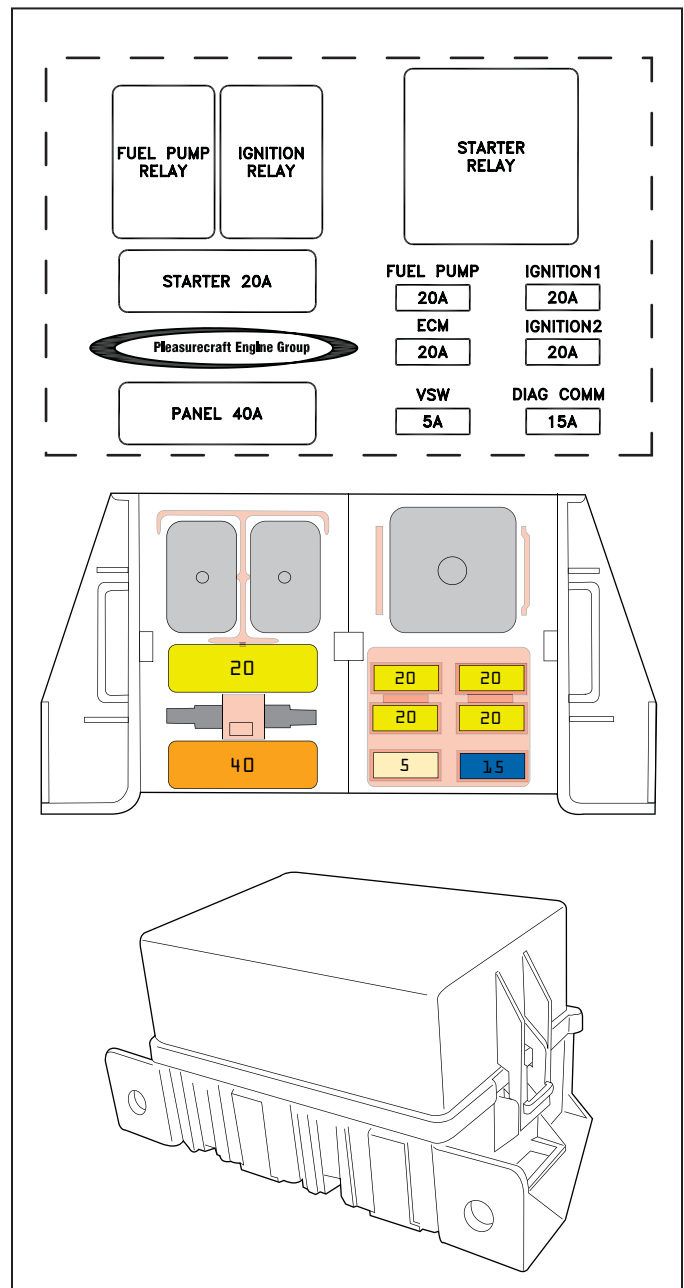 FUEL PUMP
RELAY
IGNITION
RELAY
STARTER
RELAY
STARTER 20A
FUEL PUMP
20A
IGNITION1
20A
ECM
20A
IGNITION2
20A
Pleasurecraft Engine Group
PANEL 40A
VSW
5A
DIAG COMM
15A
20
40
20
20
20
20
5
15